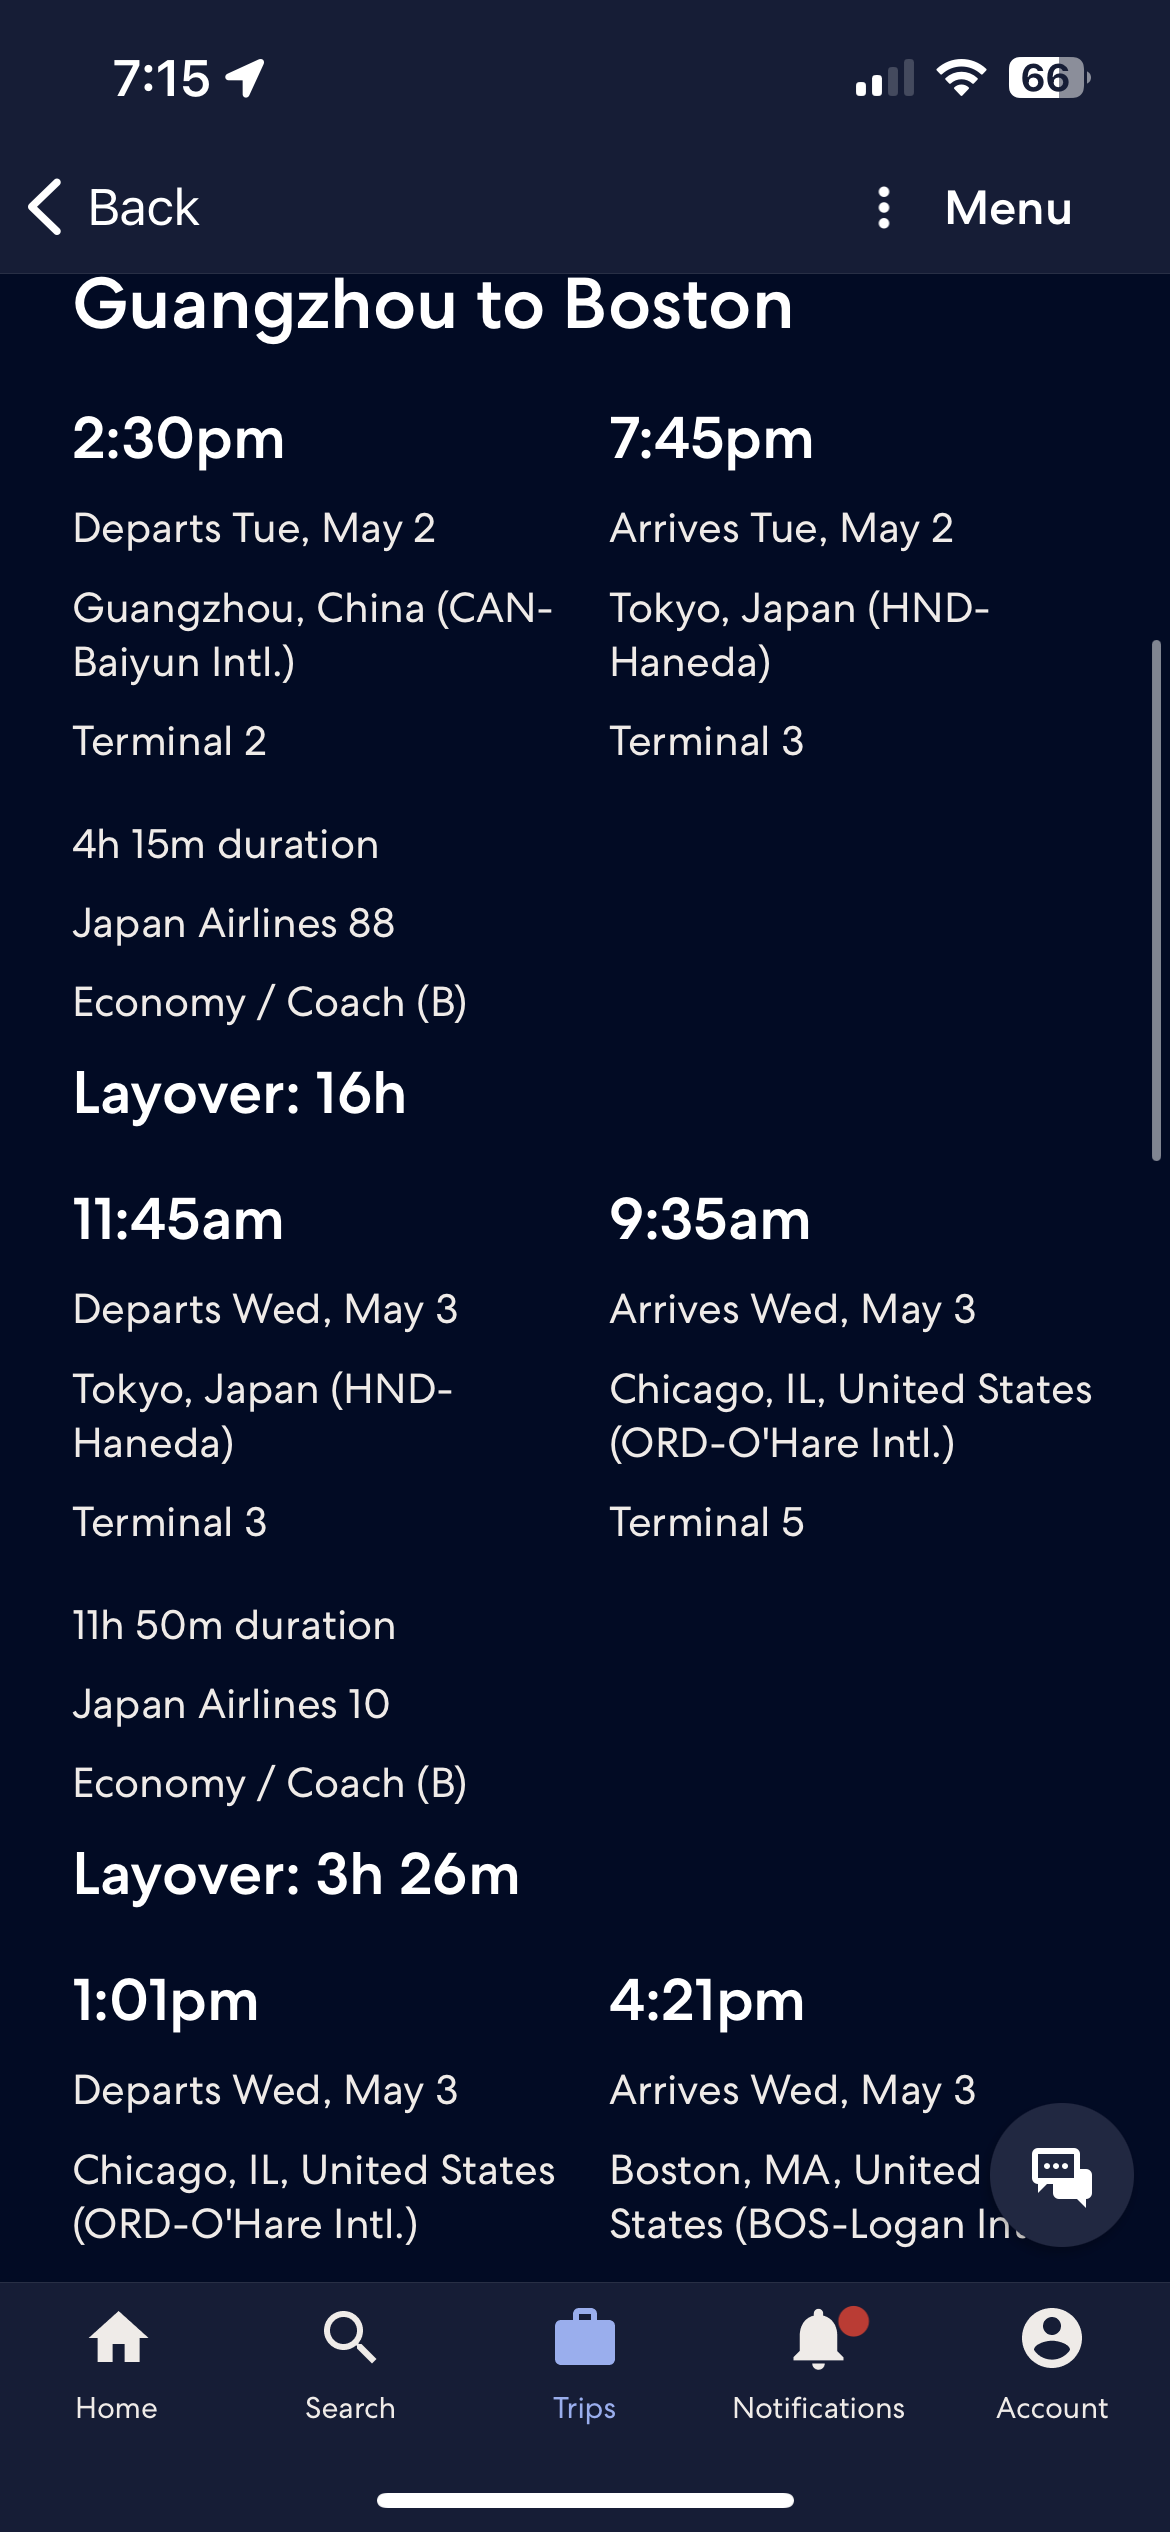 7:15
66
Back
Menu
Guangzhou to Boston
2:30pm
7:45pm
Departs Tue, May 2
Arrives Tue, May 2
Guangzhou, China (CAN-
Baiyun Intl.)
Tokyo, Japan (HND-
Haneda)
Terminal 2
Terminal 3
4h 15m duration
Japan Airlines 88
Economy / Coach (B)
Layover: 16h
11:45am
9:35am
Departs Wed, May 3
Arrives Wed, May 3
Tokyo, Japan (HND-
Haneda)
Chicago, IL, United States
(ORD-O'Hare Intl.)
Terminal 3
Terminal 5
11h 50m duration
Japan Airlines 10
Economy / Coach (B)
Layover: 3h 26m
1:01pm
4:21pm
Departs Wed, May 3
Arrives Wed, May 3
Chicago, IL, United States
(ORD-O'Hare Intl.)
Boston, MA, United
States (BOS-Logan
Home
Search
Trips
Notifications
Account